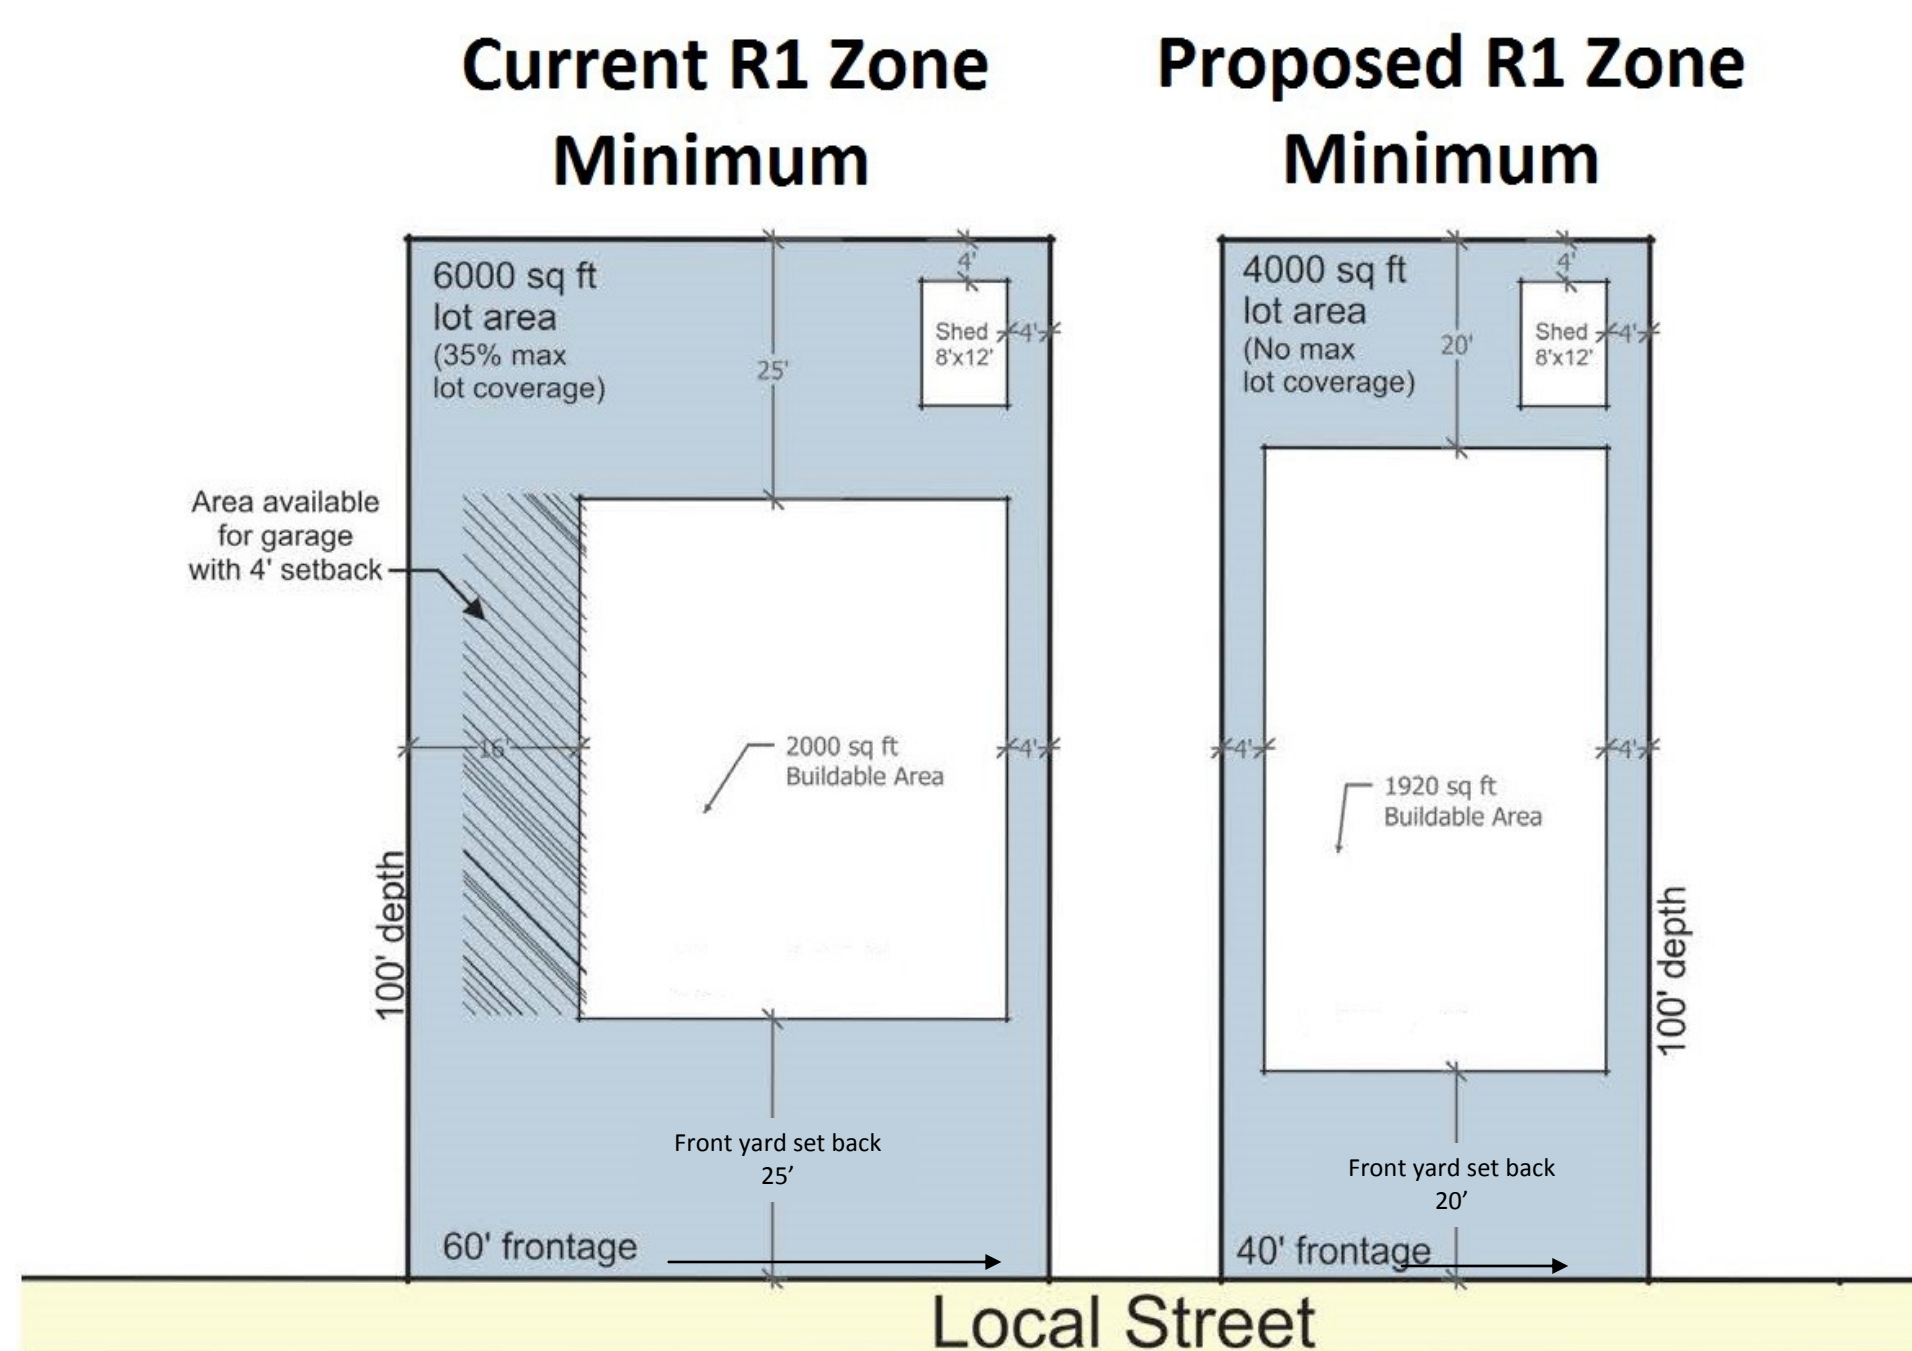 Current R1 Zone
Minimum
Proposed R1 Zone
Minimum
6000 sq ft
lot area
(35% max
lot coverage)
25'
4'
Shed
8'x12'
4'
Area available
for garage
with 4' setback
16'
2000 sq ft
Buildable Area
4'
100' depth
Front yard set back
25’
60' frontage
4000 sq ft
lot area
(No max
lot coverage)
20'
4'
Shed
8'x12'
4'
4'
4'
1920 sq ft
Buildable Area
100' depth
Front yard set back
20’
40' frontage
Local Street